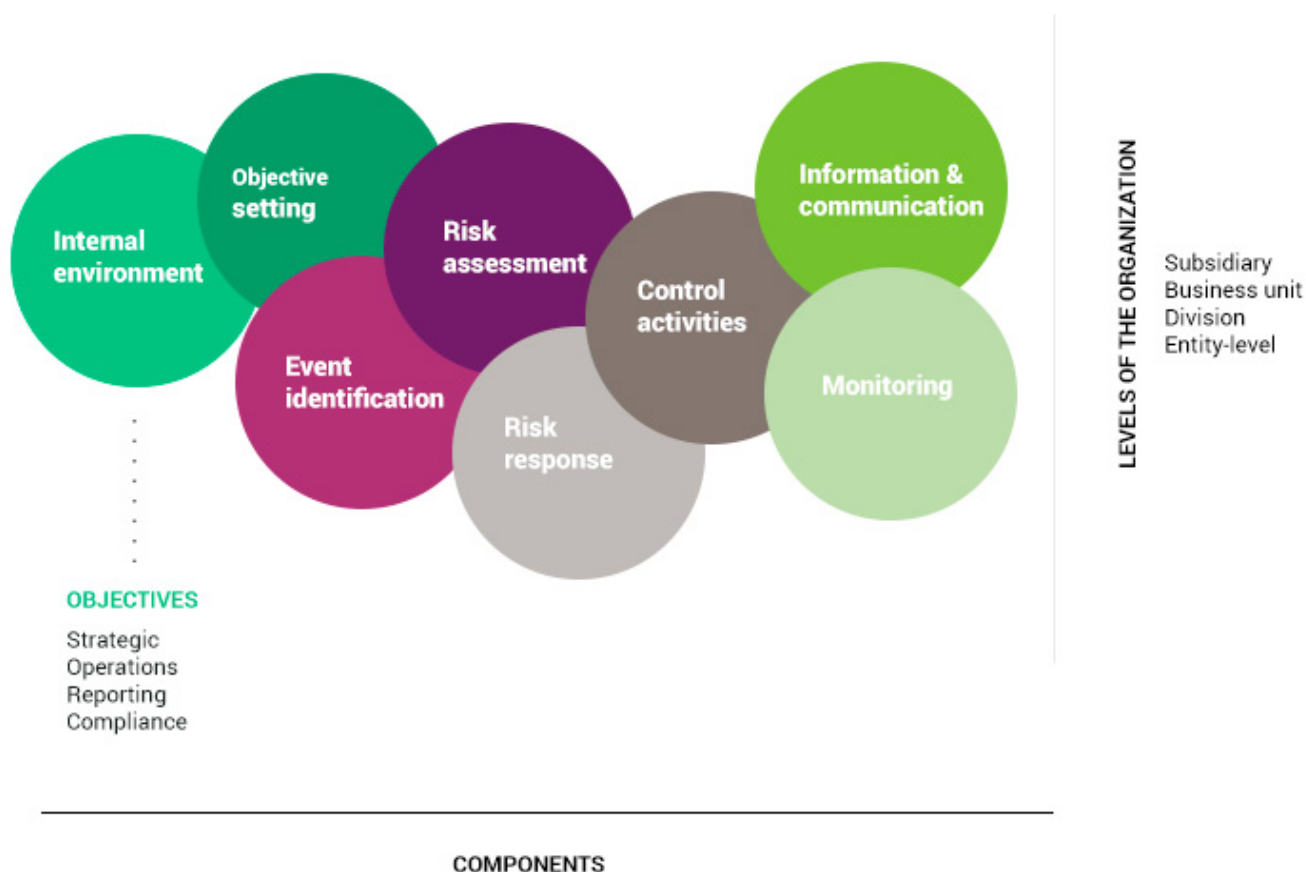 Internal
environment
Objective
setting
Event
identification
Risk
assessment
Risk
response
Control
activities
Information &
communication
Monitoring
OBJECTIVES
Strategic
Operations
Reporting
Compliance
LEVELS OF THE ORGANIZATION
Subsidiary
Business unit
Division
Entity-level
COMPONENTS